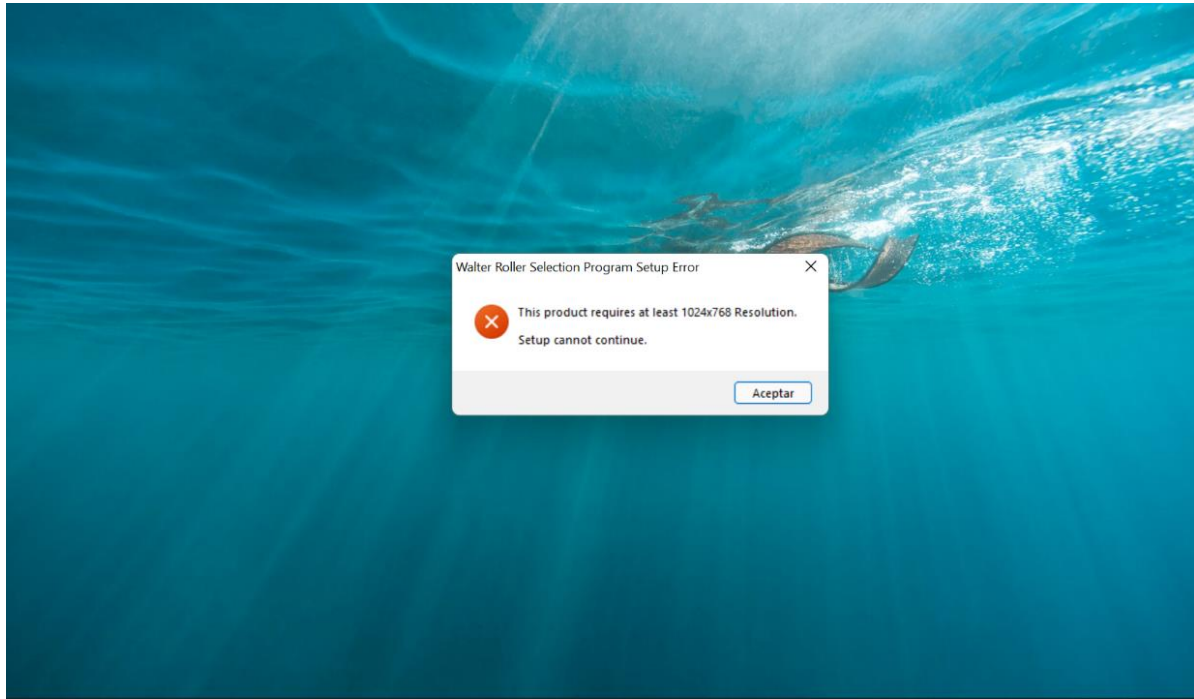 Walter Roller Selection Program Setup Error
This product requires at least 1024x768 Resolution.
Setup cannot continue.
Aceptar